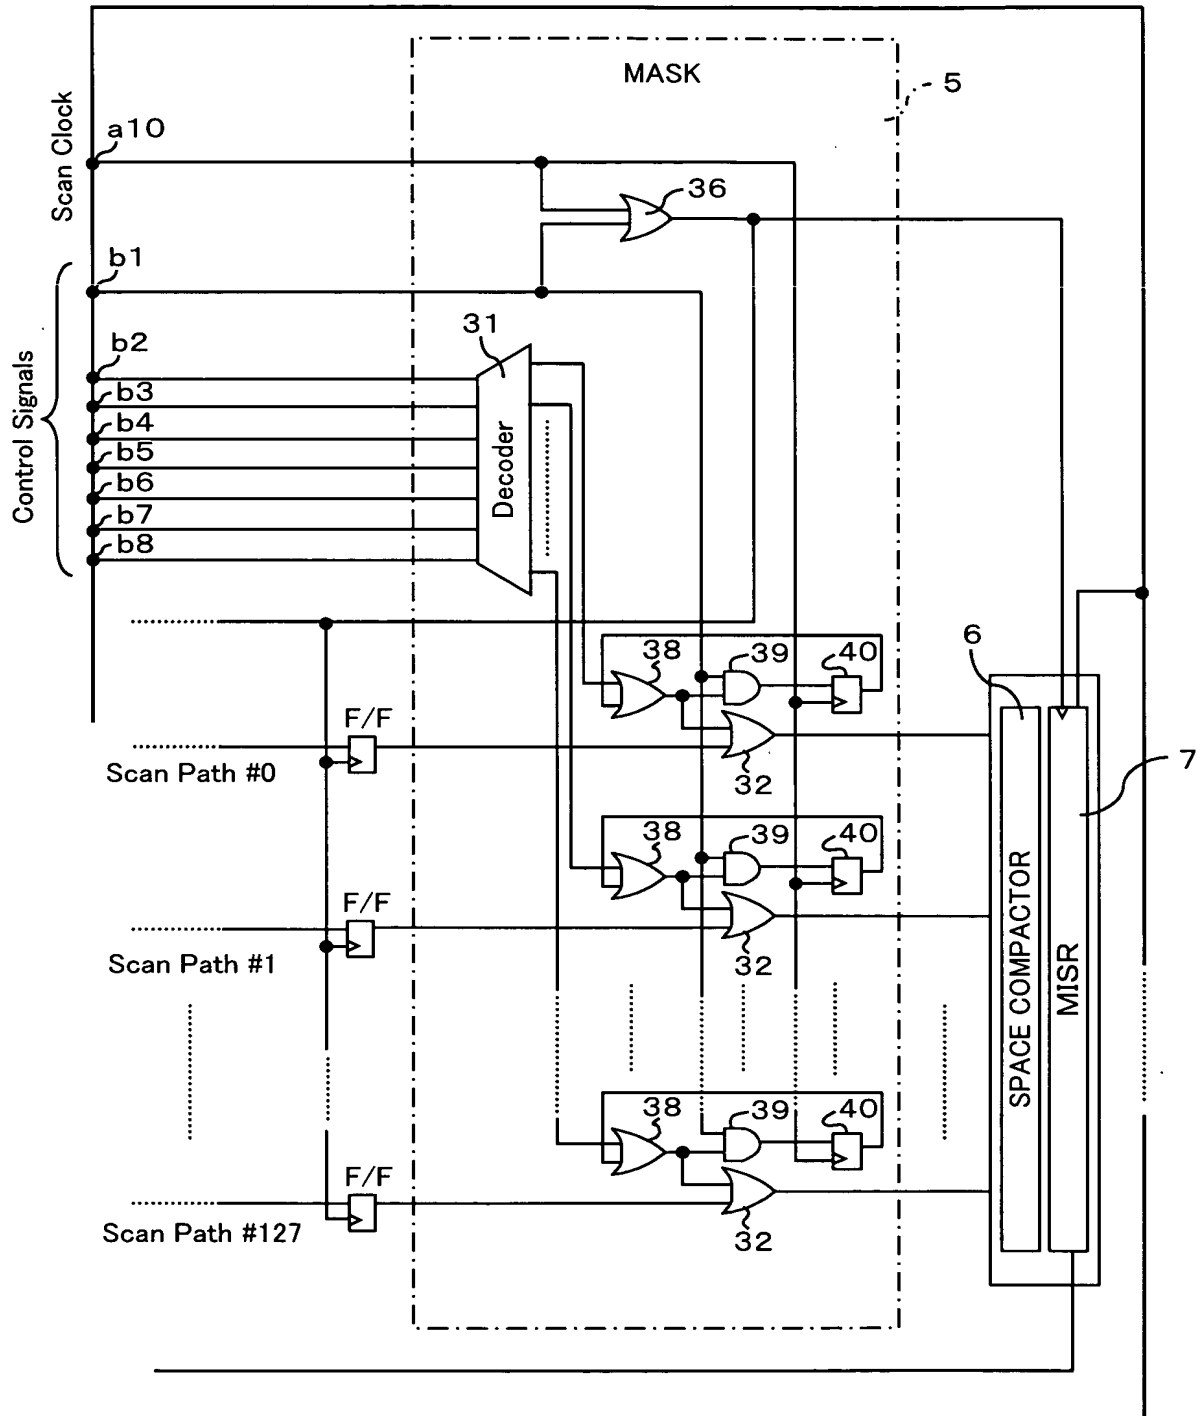 MASK
5
Scan Clock
a10
36
b1
Control Signals
31
b2
b3
b4
b5
b6
b7
b8
Decoder
38
39
40
6
F/F
32
Scan Path #0
7
38
39
40
F/F
32
Scan Path #1
SPACE COMPACTOR
MISR
38
39
40
F/F
32
Scan Path #127